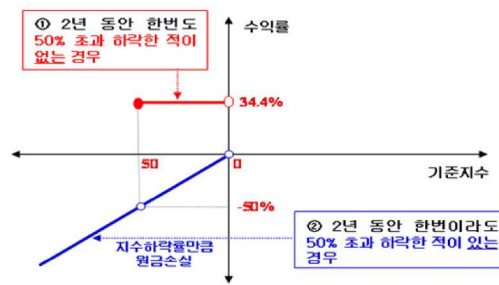 ① 2년 동안 한번도
50% 초과 하락한 적이
없는 경우
수익률
34.4%
50
0
기준지수
-50%
지수하락률만큼
원금손실
② 2년 동안 한번이라도
50% 초과 하락한 적이 있는
경우